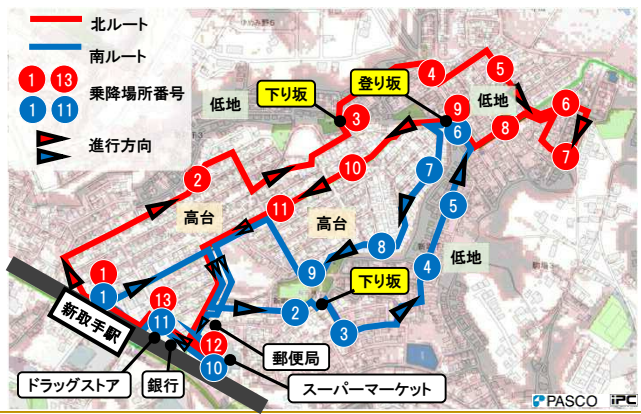 北ルート
南ルート
1 13
1 11
乗降場所番号
進行方向
低地
下り坂
登り坂
低地
4
5
3
9
6
6
8
7
2
10
7
11
5
高台
高台
8
低地
9
4
1
1
下り坂
2
3
新取手駅
13
11
12
10
郵便局
ドラッグストア
銀行
スーパーマーケット
PASCO iPC